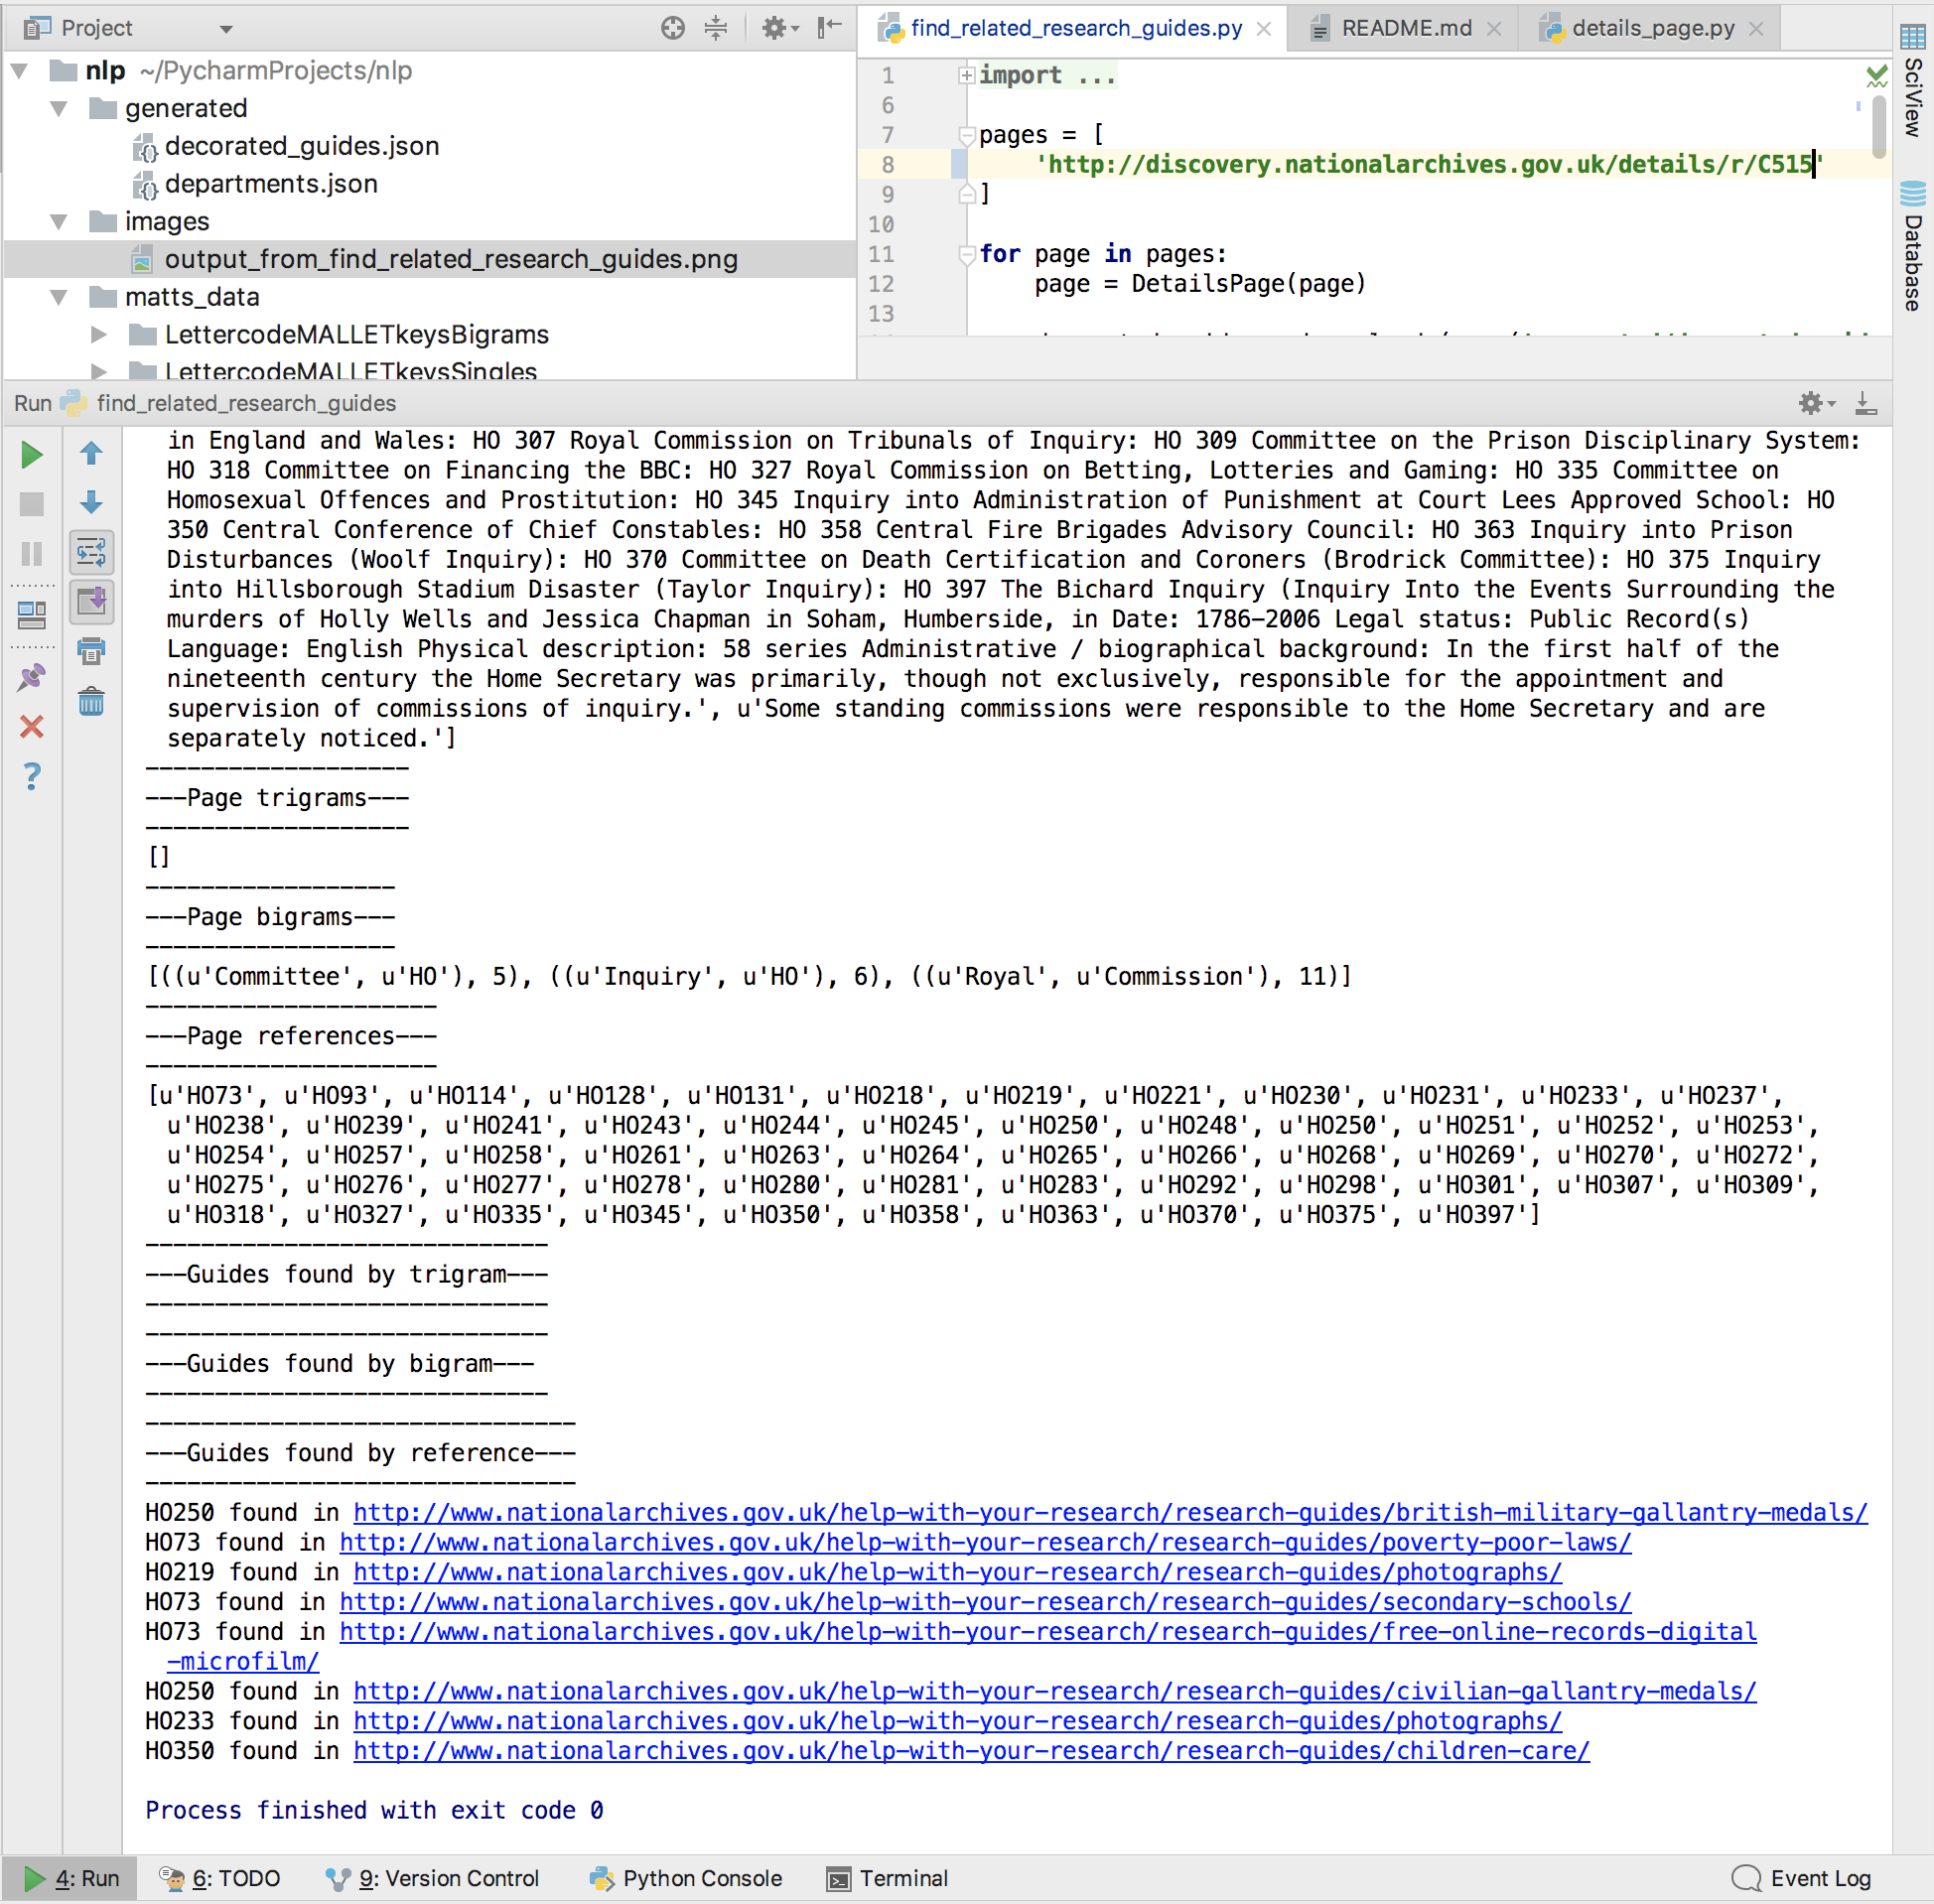 Project
find_related_research_guides.py
README.md
details_page.py
nlp ~/PycharmProjects/nlp
generated
decorated_guides.json
departments.json
images
output_from_find_related_research_guides.png
matts_data
LettercodeMALLETkeysBigrams
LettercodeMALLETkeysSingles
1 import ...
6
7 pages = [
8 'http://discovery.nationalarchives.gov.uk/details/r/C515'
9 ]
10
11 for page in pages:
12 page = DetailsPage(page)
13
SciView
Database
Run find_related_research_guides
in England and Wales: HO 307 Royal Commission on Tribunals of Inquiry: HO 309 Committee on the Prison Disciplinary System:
HO 318 Committee on Financing the BBC: HO 327 Royal Commission on Betting, Lotteries and Gaming: HO 335 Committee on
Homosexual Offences and Prostitution: HO 345 Inquiry into Administration of Punishment at Court Lees Approved School: HO
350 Central Conference of Chief Constables: HO 358 Central Fire Brigades Advisory Council: HO 363 Inquiry into Prison
Disturbances (Woolf Inquiry): HO 370 Committee on Death Certification and Coroners (Brodrick Committee): HO 375 Inquiry
into Hillsborough Stadium Disaster (Taylor Inquiry): HO 397 The Bichard Inquiry (Inquiry Into the Events Surrounding the
murders of Holly Wells and Jessica Chapman in Soham, Humberside, in Date: 1786-2006 Legal status: Public Record(s)
Language: English Physical description: 58 series Administrative / biographical background: In the first half of the
nineteenth century the Home Secretary was primarily, though not exclusively, responsible for the appointment and
supervision of commissions of inquiry.', u'Some standing commissions were responsible to the Home Secretary and are
separately noticed.']
-------------------
---Page trigrams---
-------------------
[]
------------------
---Page bigrams---
------------------
[((u'Committee', u'HO'), 5), ((u'Inquiry', u'HO'), 6), ((u'Royal', u'Commission'), 11)]
---------------------
---Page references---
---------------------
[u'HO73', u'HO93', u'HO114', u'HO128', u'HO131', u'HO218', u'HO219', u'HO221', u'HO230', u'HO231', u'HO233', u'HO237',
u'HO238', u'HO239', u'HO241', u'HO243', u'HO244', u'HO245', u'HO250', u'HO248', u'HO250', u'HO251', u'HO252', u'HO253',
u'HO254', u'HO257', u'HO258', u'HO261', u'HO263', u'HO264', u'HO265', u'HO266', u'HO268', u'HO269', u'HO270', u'HO272',
u'HO275', u'HO276', u'HO277', u'HO278', u'HO280', u'HO281', u'HO283', u'HO292', u'HO298', u'HO301', u'HO307', u'HO309',
u'HO318', u'HO327', u'HO335', u'HO345', u'HO350', u'HO358', u'HO363', u'HO370', u'HO375', u'HO397']
-----------------------------
---Guides found by trigram---
-----------------------------
-----------------------------
---Guides found by bigram---
-----------------------------
-------------------------------
---Guides found by reference---
-------------------------------
HO250 found in http://www.nationalarchives.gov.uk/help-with-your-research/research-guides/british-military-gallantry-medals/
HO73 found in http://www.nationalarchives.gov.uk/help-with-your-research/research-guides/poverty-poor-laws/
HO219 found in http://www.nationalarchives.gov.uk/help-with-your-research/research-guides/photographs/
HO73 found in http://www.nationalarchives.gov.uk/help-with-your-research/research-guides/secondary-schools/
HO73 found in http://www.nationalarchives.gov.uk/help-with-your-research/research-guides/free-online-records-digital
-microfilm/
HO250 found in http://www.nationalarchives.gov.uk/help-with-your-research/research-guides/civilian-gallantry-medals/
HO233 found in http://www.nationalarchives.gov.uk/help-with-your-research/research-guides/photographs/
HO350 found in http://www.nationalarchives.gov.uk/help-with-your-research/research-guides/children-care/
Process finished with exit code 0
4: Run
6: TODO
9: Version Control
Python Console
Terminal
Event Log